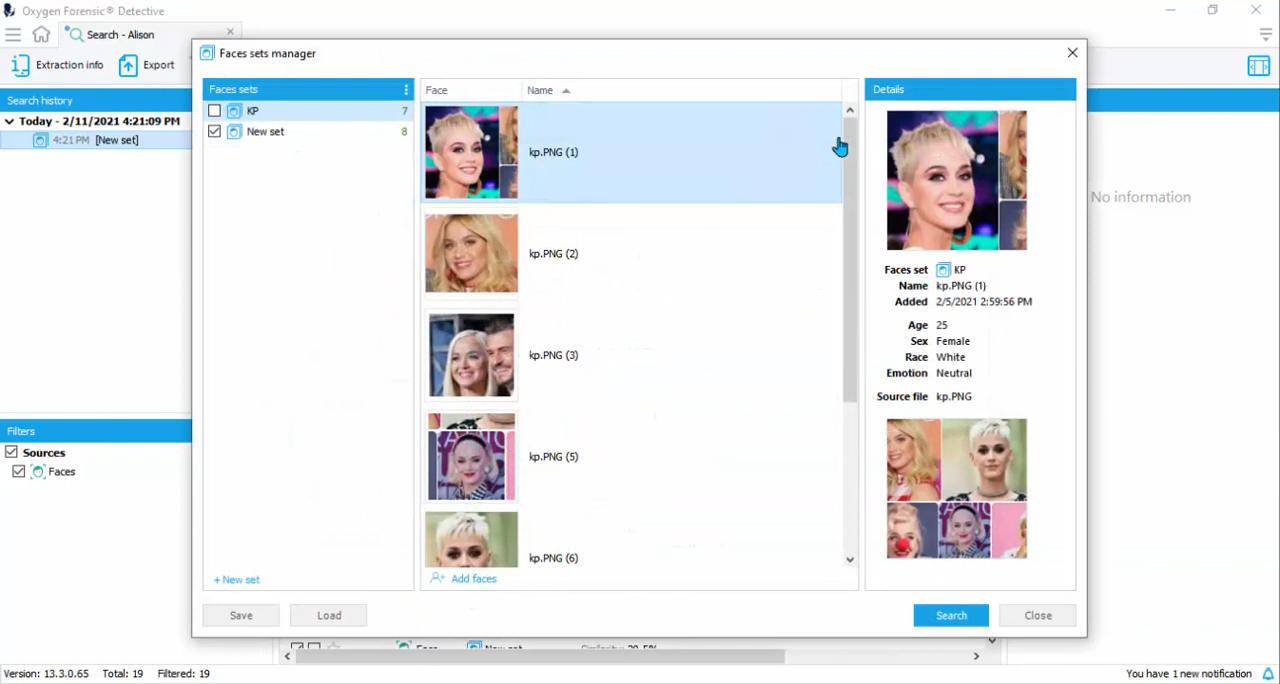 Oxygen Forensic® Detective
Search - Alison
Extraction info
Export
Search history
Today - 2/11/2021 4:21:09 PM
4:21 PM [New set]
Filters
Sources
Faces
Faces sets manager
Faces sets
KP 7
New set 8
+ New set
Face Name
kp.PNG (1)
kp.PNG (2)
kp.PNG (3)
kp.PNG (5)
kp.PNG (6)
Add faces
Details
Faces set KP
Name kp.PNG (1)
Added 2/5/2021 2:59:56 PM
Age 25
Sex Female
Race White
Emotion Neutral
Source file kp.PNG
Save Load Search Close
No information
Version: 13.3.0.65 Total: 19 Filtered: 19 You have 1 new notification